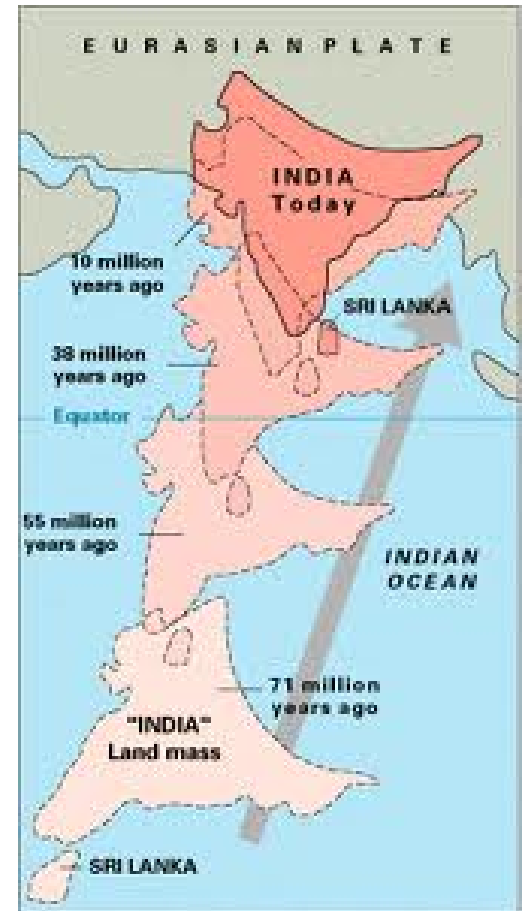 EURASIAN PLATE
INDIA
Today
10 million
years ago
SRI LANKA
38 million
years ago
Equator
55 million
years ago
INDIAN
OCEAN
71 million
years ago
"INDIA"
Land mass
SRI LANKA